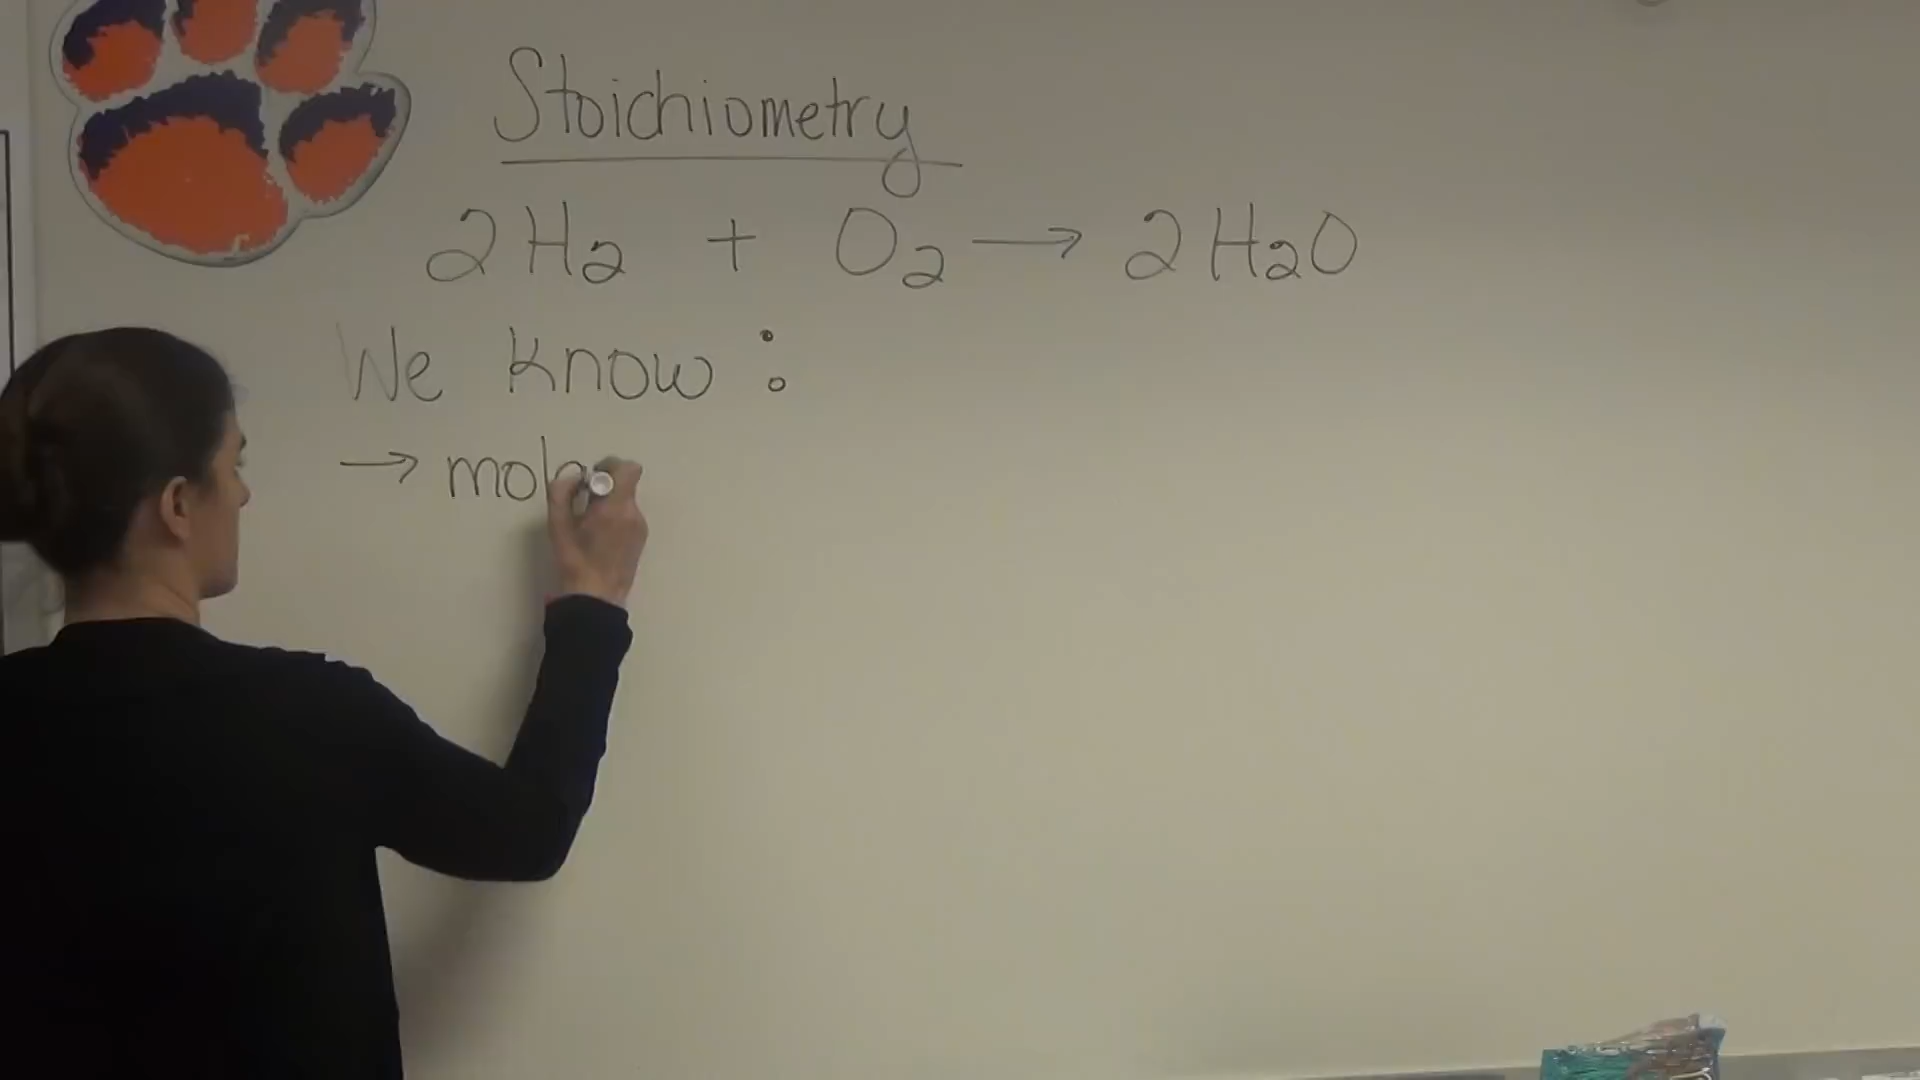 Stoichiometry
2H₂ + O₂ → 2H₂O
We know :
→